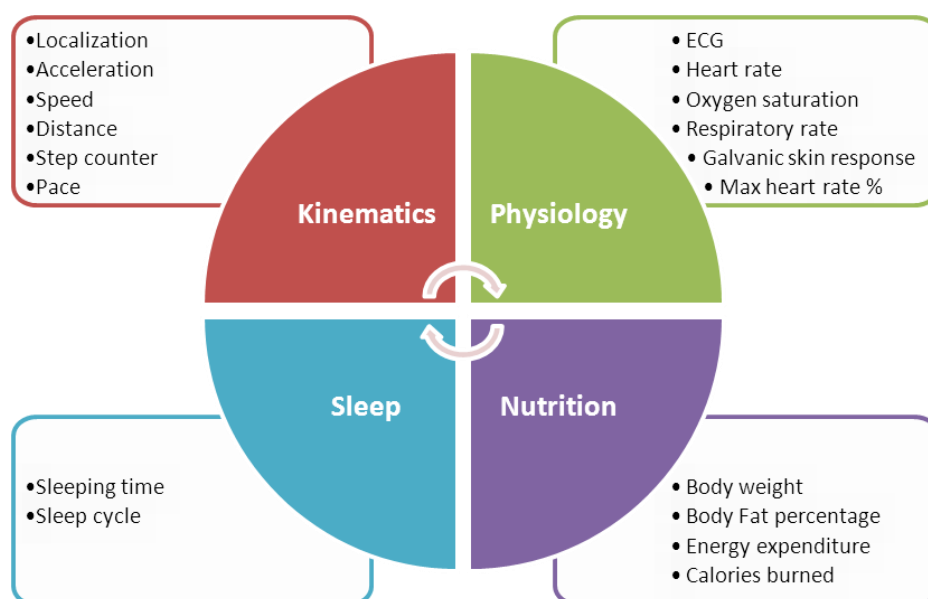 •Localization
•Acceleration
•Speed
•Distance
•Step counter
•Pace
• ECG
• Heart rate
• Oxygen saturation
• Respiratory rate
• Galvanic skin response
• Max heart rate %
Kinematics
Physiology
Sleep
Nutrition
•Sleeping time
•Sleep cycle
• Body weight
• Body Fat percentage
• Energy expenditure
• Calories burned